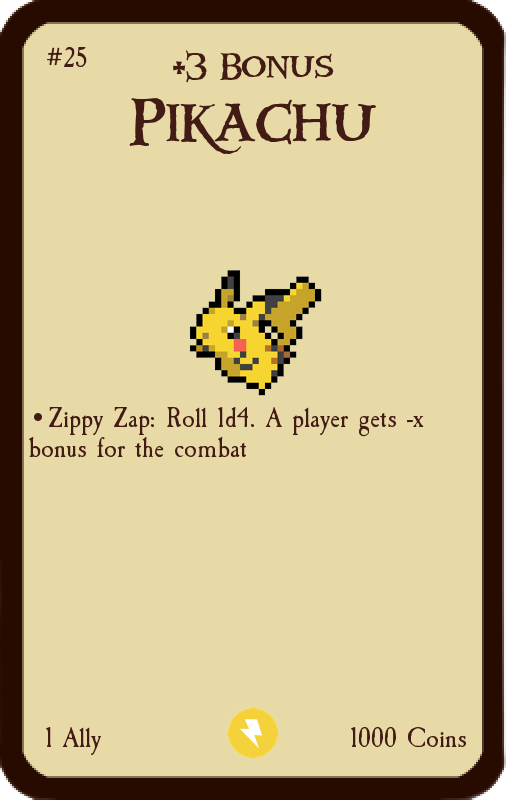 #25
+3 Bonus
Pikachu
•Zippy Zap: Roll 1d4. A player gets -x
bonus for the combat
1 Ally
1000 Coins